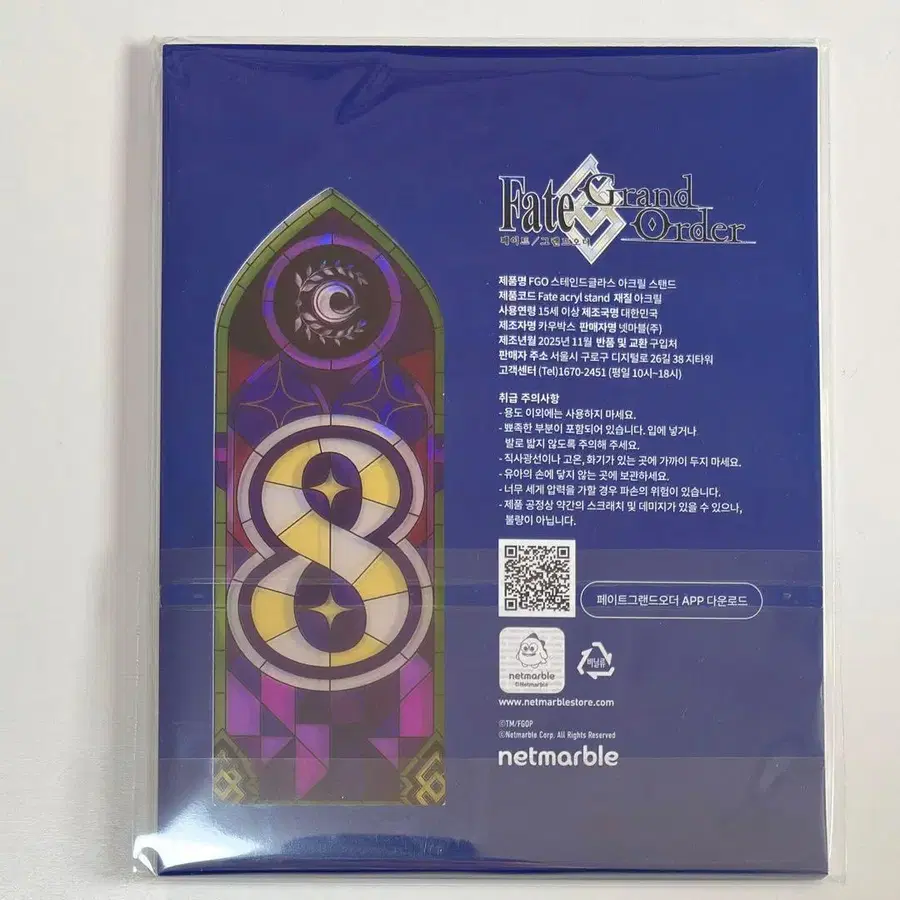 8
Fate
Grand
Order
페이트/그랜드오더
제품명 FGO 스테인드글라스 아크릴 스탠드
제품코드 Fate acryl stand 재질 아크릴
사용연령 15세 이상 제조국명 대한민국
제조자명 카우박스 판매자명 넷마블(주)
제조년월 2025년 11월 반품 및 교환 구입처
판매자 주소 서울시 구로구 디지털로 26길 38 지타워
고객센터 (Tel)1670-2451 (평일 10시~18시)
취급 주의사항
- 용도 이외에는 사용하지 마세요.
- 뾰족한 부분이 포함되어 있습니다. 입에 넣거나
발로 밟지 않도록 주의해 주세요.
- 직사광선이나 고온, 화기가 있는 곳에 가까이 두지 마세요.
- 유아의 손에 닿지 않는 곳에 보관하세요.
- 너무 세게 압력을 가할 경우 파손의 위험이 있습니다.
- 제품 공정상 약간의 스크래치 및 데미지가 있을 수 있으나,
불량이 아닙니다.
페이트그랜드오더 APP 다운로드
netmarble
©Netmarble
비닐류
www.netmarblestore.com
©TM/FGOP
©Netmarble Corp. All Rights Reserved
netmarble